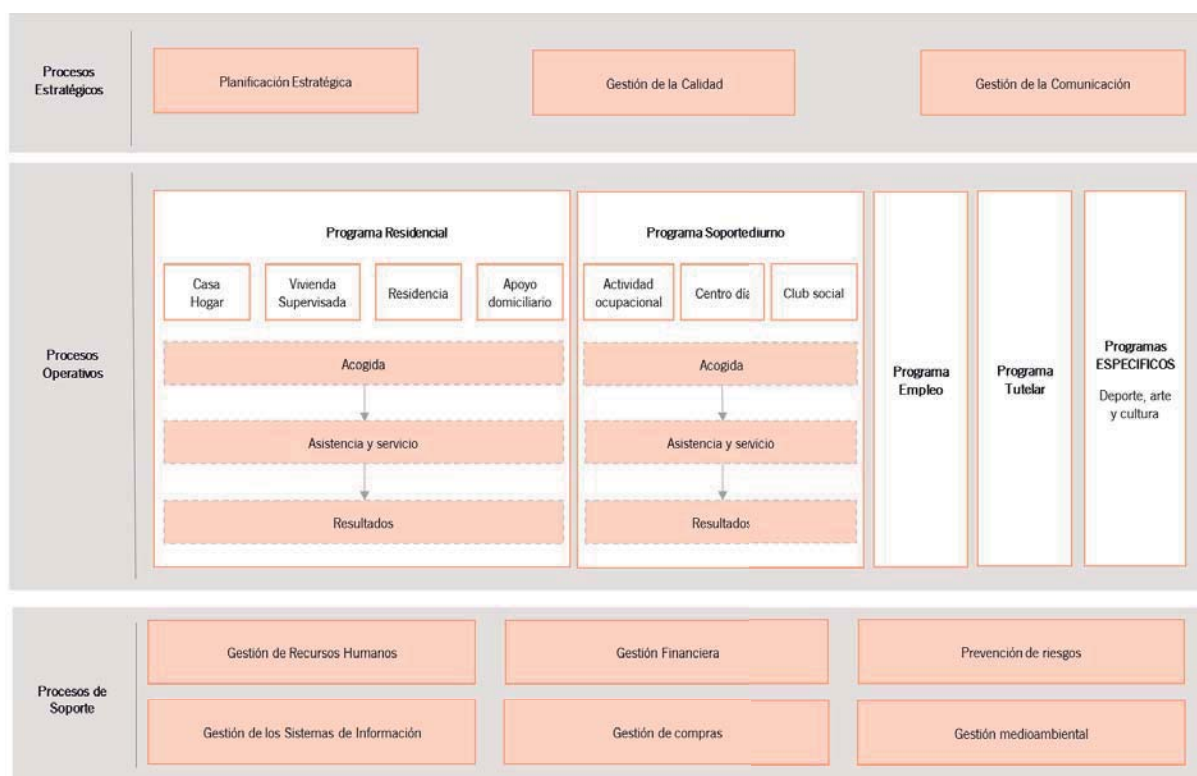 Procesos
Estratégicos
Planificación Estratégica
Gestión de la Calidad
Gestión de la Comunicación
Procesos
Operativos
Programa Residencial
Casa
Hogar
Vivienda
Supervisada
Residencia
Apoyo
domiciliario
Acogida
Asistencia y servicio
Resultados
Programa Soportediurno
Actividad
ocupacional
Centro día
Club social
Acogida
Asistencia y servicio
Resultados
Programa
Empleo
Programa
Tutelar
Programas
ESPECIFICOS
Deporte, arte
y cultura
Procesos de
Soporte
Gestión de Recursos Humanos
Gestión Financiera
Prevención de riesgos
Gestión de los Sistemas de Información
Gestión de compras
Gestión medioambiental